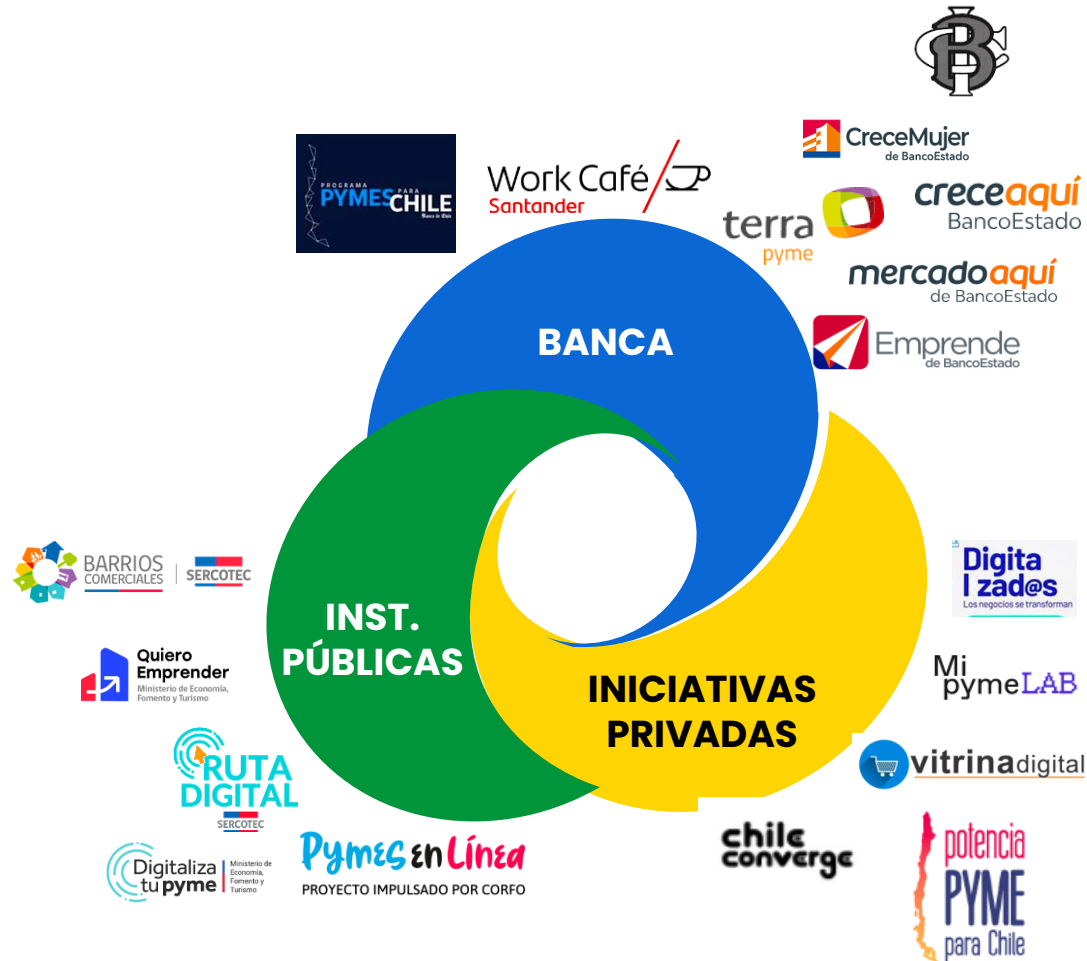 CreceMujer
de BancoEstado
PROGRAMA
PYMES PARA
CHILE
Banco de Chile
Work Café
Santander
terra
pyme
creceaquí
BancoEstado
mercadoaquí
de BancoEstado
BANCA
Emprende
de BancoEstado
BARRIOS
COMERCIALES
SERCOTEC
INST.
PÚBLICAS
Digita
l zad@s
Los negocios se transforman
Quiero
Emprender
Ministerio de Economía,
Fomento y Turismo
INICIATIVAS
PRIVADAS
Mi
pymeLAB
RUTA
DIGITAL
SERCOTEC
vitrinadigital
Digitaliza
tu pyme
Ministerio de
Economía,
Fomento y
Turismo
Pymes en Línea
PROYECTO IMPULSADO POR CORFO
chile
converge
potencia
PYME
para Chile